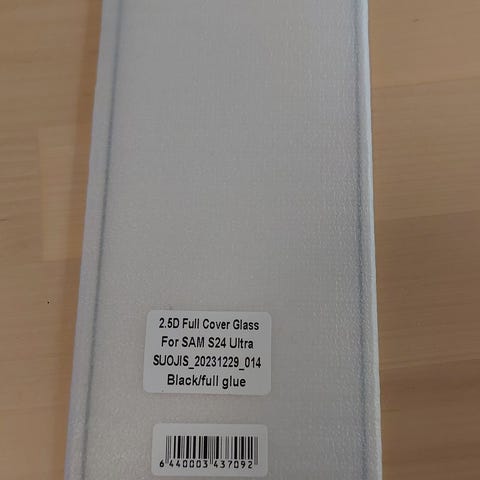 2.5D Full Cover Glass
For SAM S24 Ultra
SUOJIS_20231229_014
Black/full glue
6 440003 437092